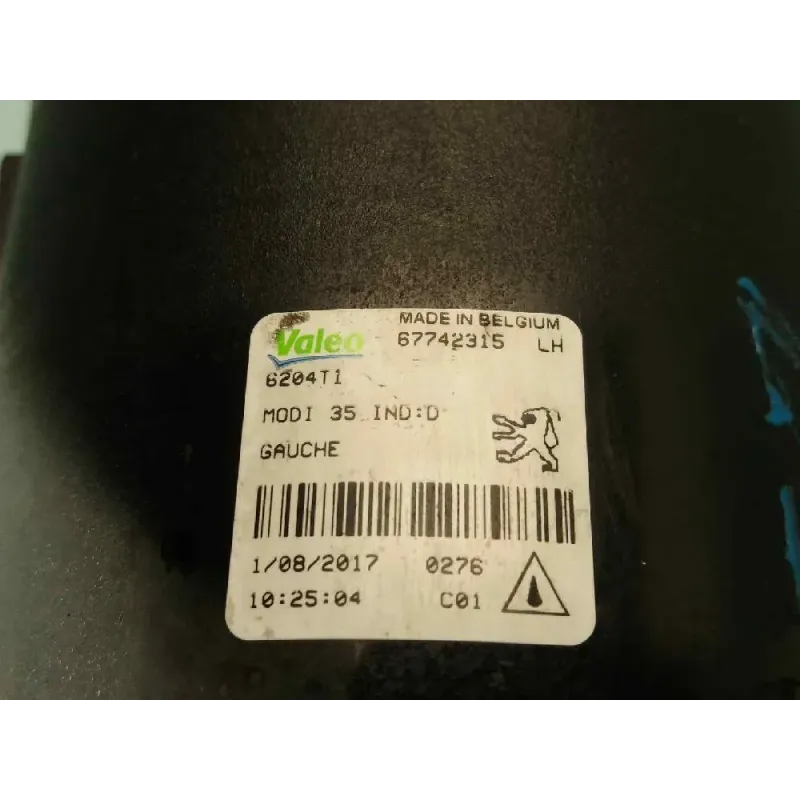 Valeo
MADE IN BELGIUM
67742315 LH
6204T1
MODI 35 IND:D
GAUCHE
1/08/2017 0276
10:25:04 C01